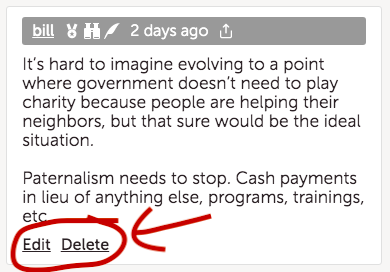 bill 2 days ago
It’s hard to imagine evolving to a point
where government doesn’t need to play
charity because people are helping their
neighbors, but that sure would be the ideal
situation.
Paternalism needs to stop. Cash payments
in lieu of anything else, programs, trainings,
etc.
Edit Delete